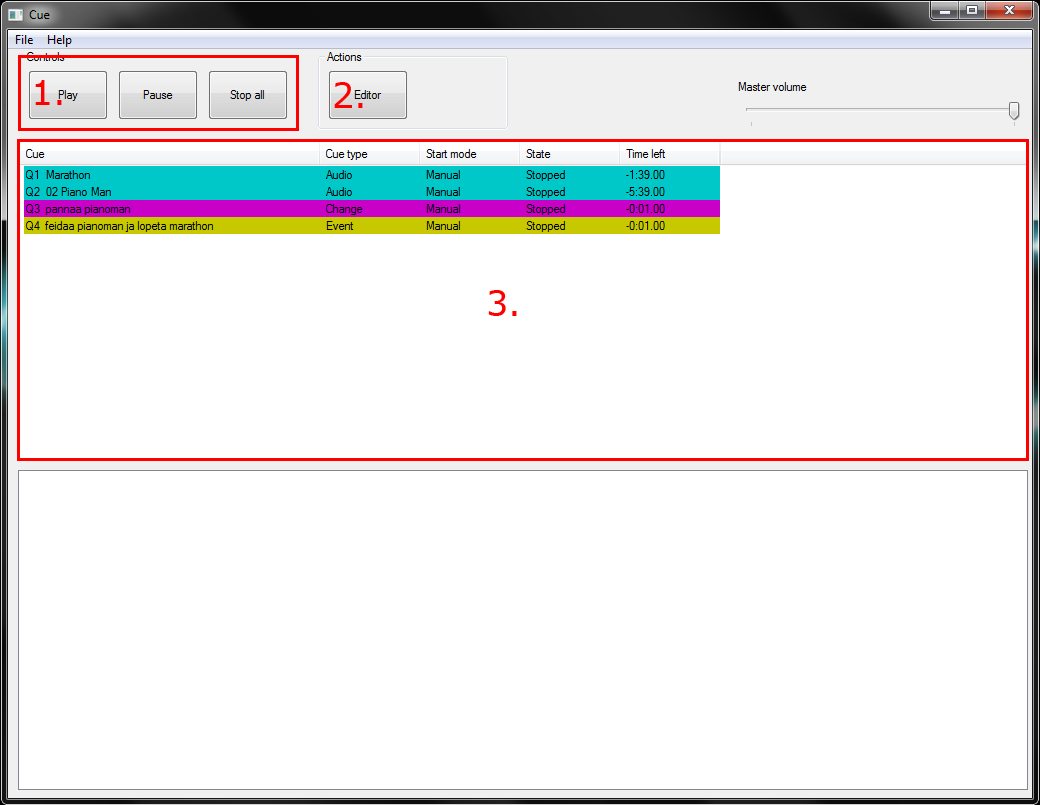 Cue
File Help
Controls
Actions
1. Play Pause Stop all
2. Editor
Master volume
Cue Cue type Start mode State Time left
Q1 Marathon Audio Manual Stopped -1:39.00
Q2 02 Piano Man Audio Manual Stopped -5:39.00
Q3 pannaa pianoman Change Manual Stopped -0:01.00
Q4 feidaa pianoman ja lopeta marathon Event Manual Stopped -0:01.00
3.